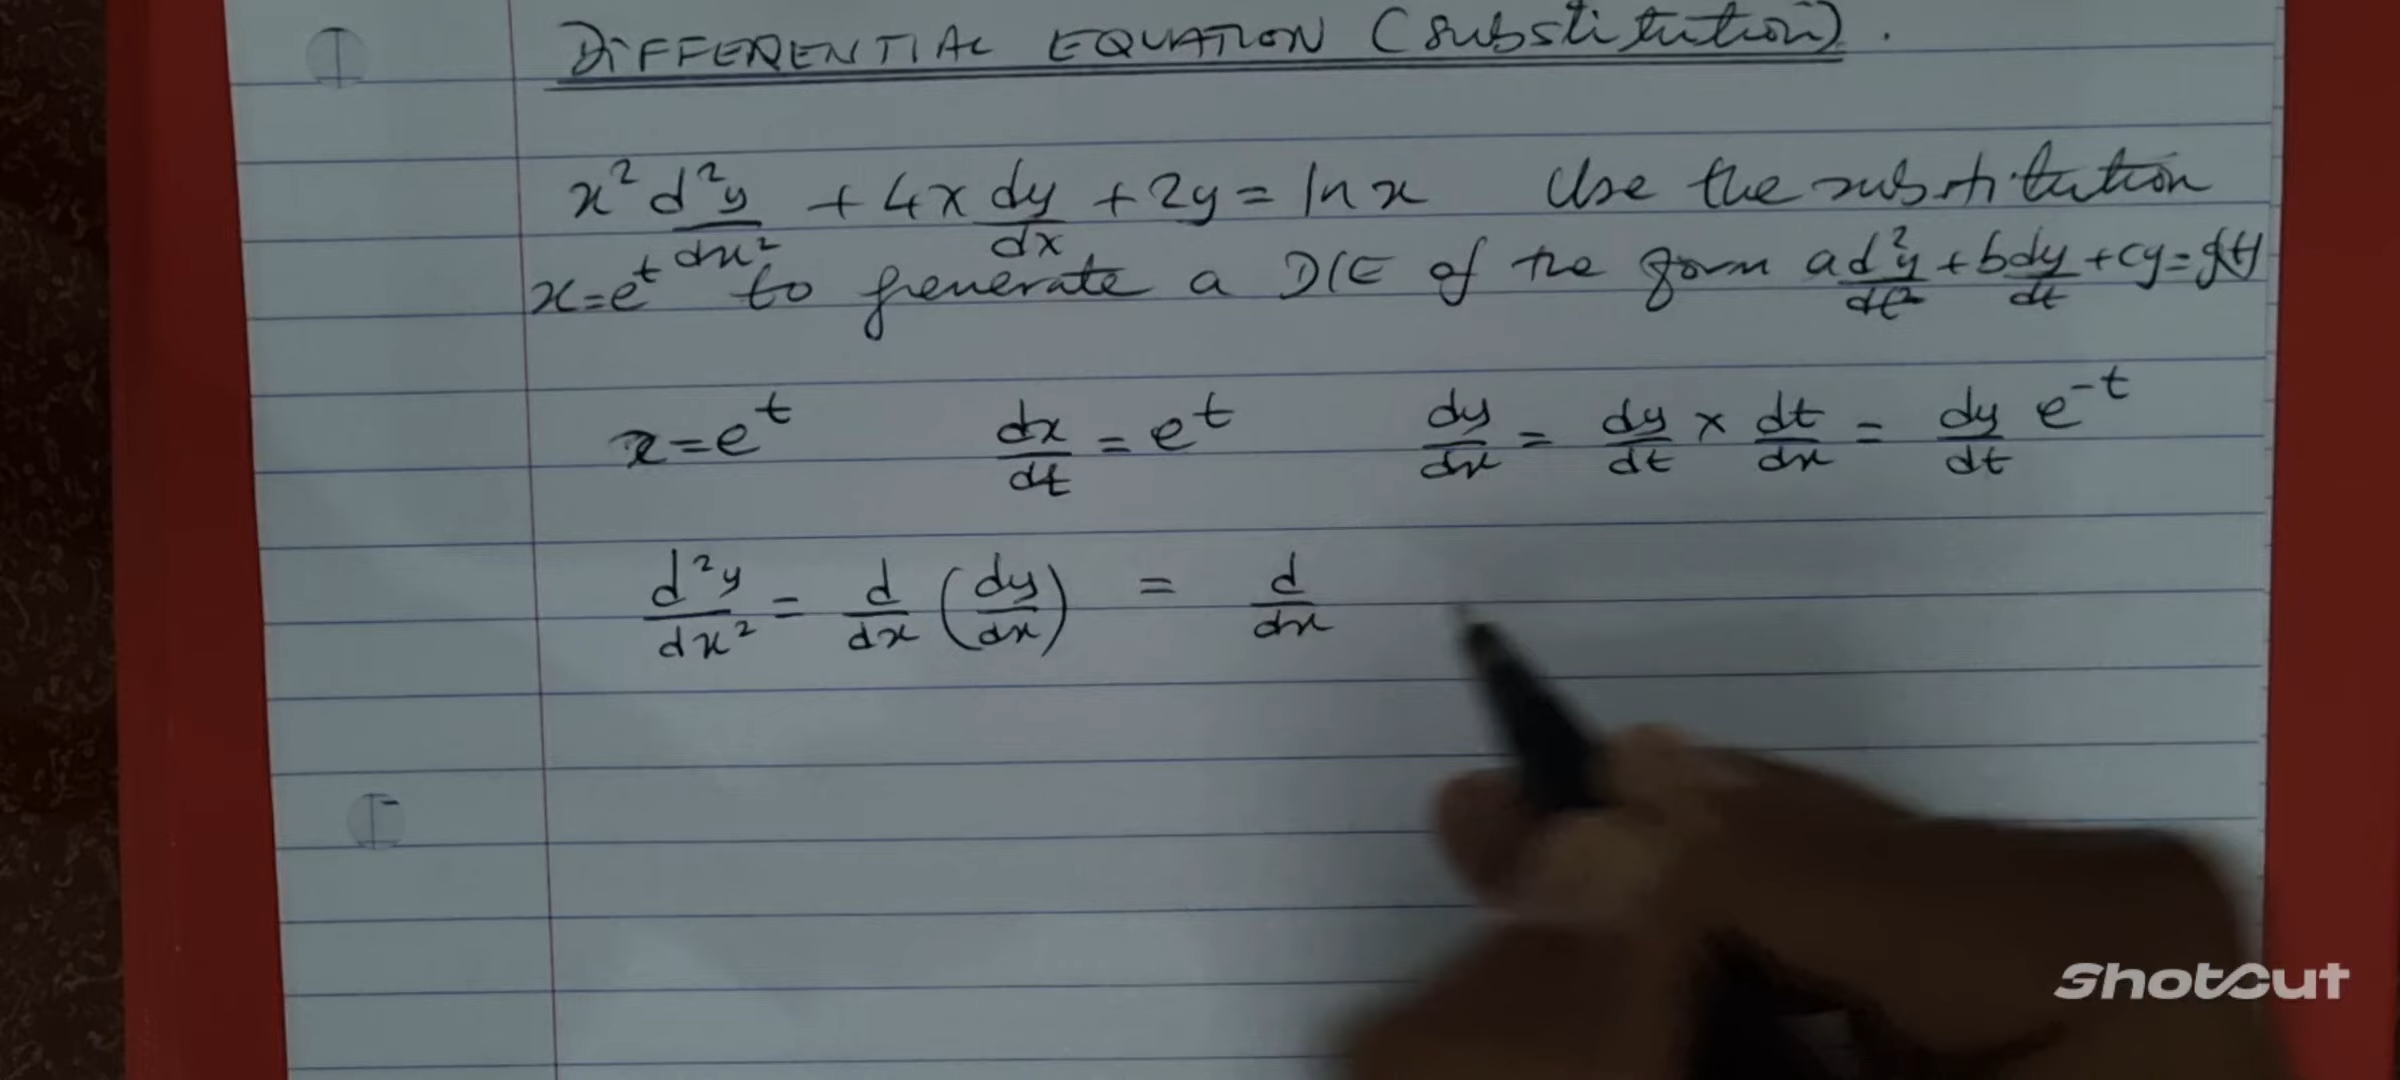 DIFFERENTIAL EQUATION (substitution).
x² d²y/dx² + 4x dy/dx + 2y = ln x Use the substitution
x=e^t to generate a D/E of the form a d²y/dt² + b dy/dt + cy = f(t)
x=e^t dx/dt = e^t dy/dx = dy/dt × dt/dx = dy/dt e^-t
d²y/dx² = d/dx (dy/dx) = d/dx
Shotcut